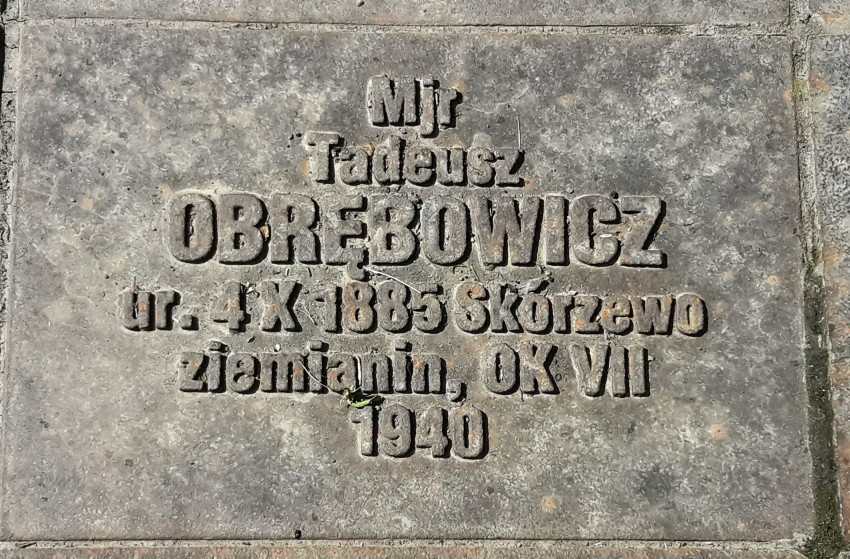 Mjr
Tadeusz
OBRĘBOWICZ
ur. 4 X 1885 Skórzewo
ziemianin, OK VII
1940